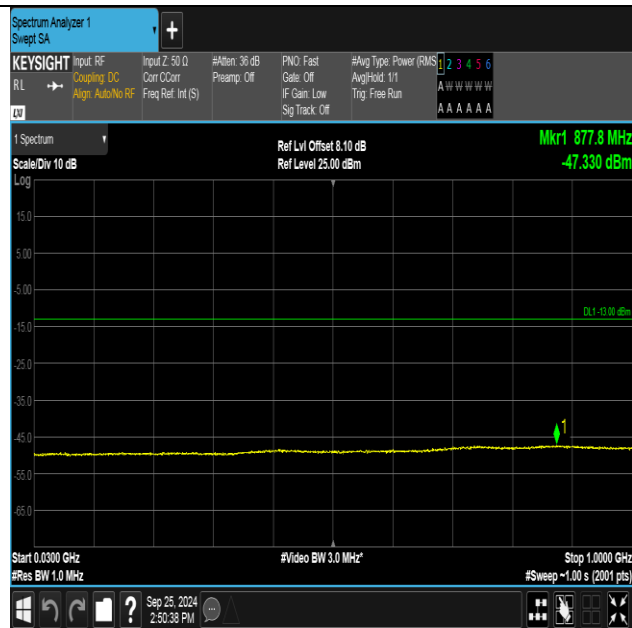 Spectrum Analyzer 1
Swept SA
+
KEYSIGHT
RL
LXI
Input: RF
Coupling: DC
Align: Auto/No RF
Input Z: 50 Ω
Corr CCorr
Freq Ref: Int (S)
#Atten: 36 dB
Preamp: Off
PNO: Fast
Gate: Off
IF Gain: Low
Sig Track: Off
#Avg Type: Power (RMS
Avg|Hold: 1/1
Trig: Free Run
1 2 3 4 5 6
A W W W W W
A A A A A A
1 Spectrum
Scale/Div 10 dB
Log
Ref Lvl Offset 8.10 dB
Ref Level 25.00 dBm
Mkr1 877.8 MHz
-47.330 dBm
15.0
5.00
-5.00
DL1 -13.00 dBm
-15.0
-25.0
-35.0
1
-45.0
-55.0
-65.0
Start 0.0300 GHz
#Res BW 1.0 MHz
#Video BW 3.0 MHz*
Stop 1.0000 GHz
#Sweep ~1.00 s (2001 pts)
?
Sep 25, 2024
2:50:38 PM